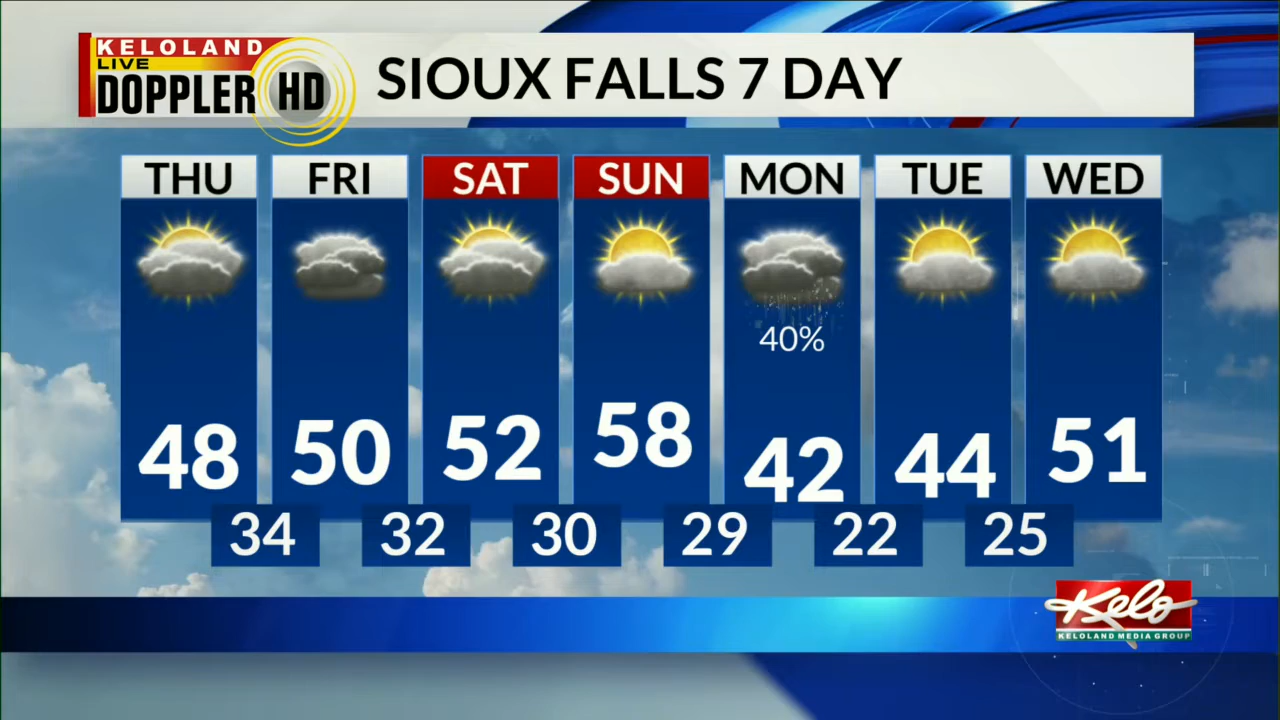 KELOLAND
LIVE
DOPPLER HD
SIOUX FALLS 7 DAY
THU FRI SAT SUN MON TUE WED
40%
48 50 52 58 42 44 51
34 32 30 29 22 25
Kelo
KELOLAND MEDIA GROUP